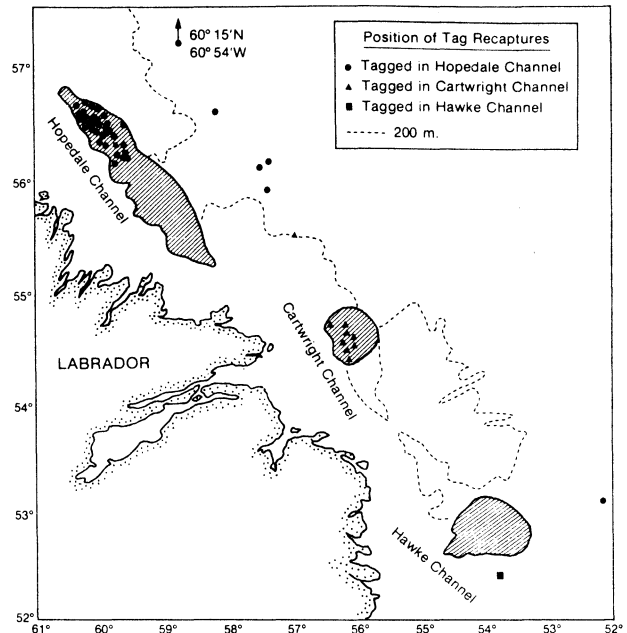 60° 15'N
60° 54'W
Position of Tag Recaptures
Tagged in Hopedale Channel
Tagged in Cartwright Channel
Tagged in Hawke Channel
200 m.
57°
56°
55°
54°
53°
52°
Hopedale Channel
Cartwright Channel
LABRADOR
Hawke Channel
61° 60° 59° 58° 57° 56° 55° 54° 53° 52°